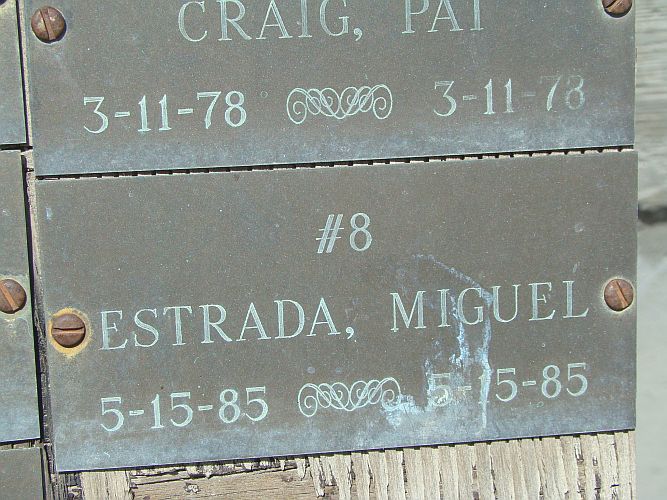 CRAIG, PAT
3-11-78 3-11-78
#8
ESTRADA, MIGUEL
5-15-85 5-15-85